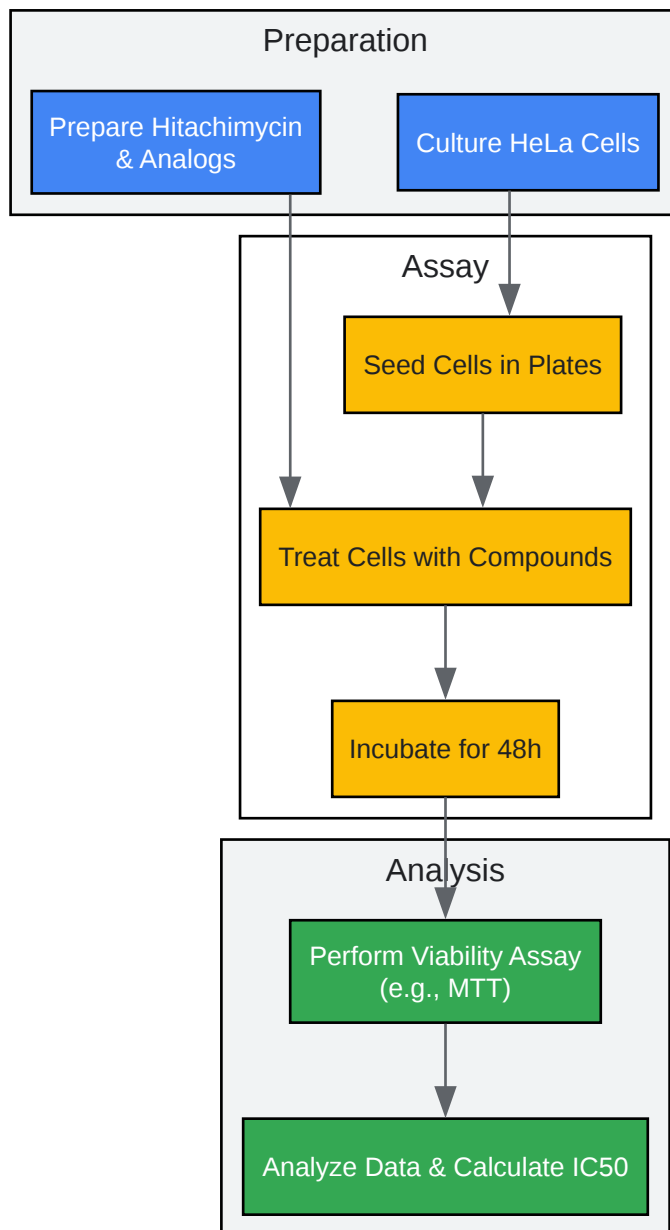 Preparation
Prepare Hitachimycin
& Analogs
Culture HeLa Cells
Assay
Seed Cells in Plates
Treat Cells with Compounds
Incubate for 48h
Analysis
Perform Viability Assay
(e.g., MTT)
Analyze Data & Calculate IC50